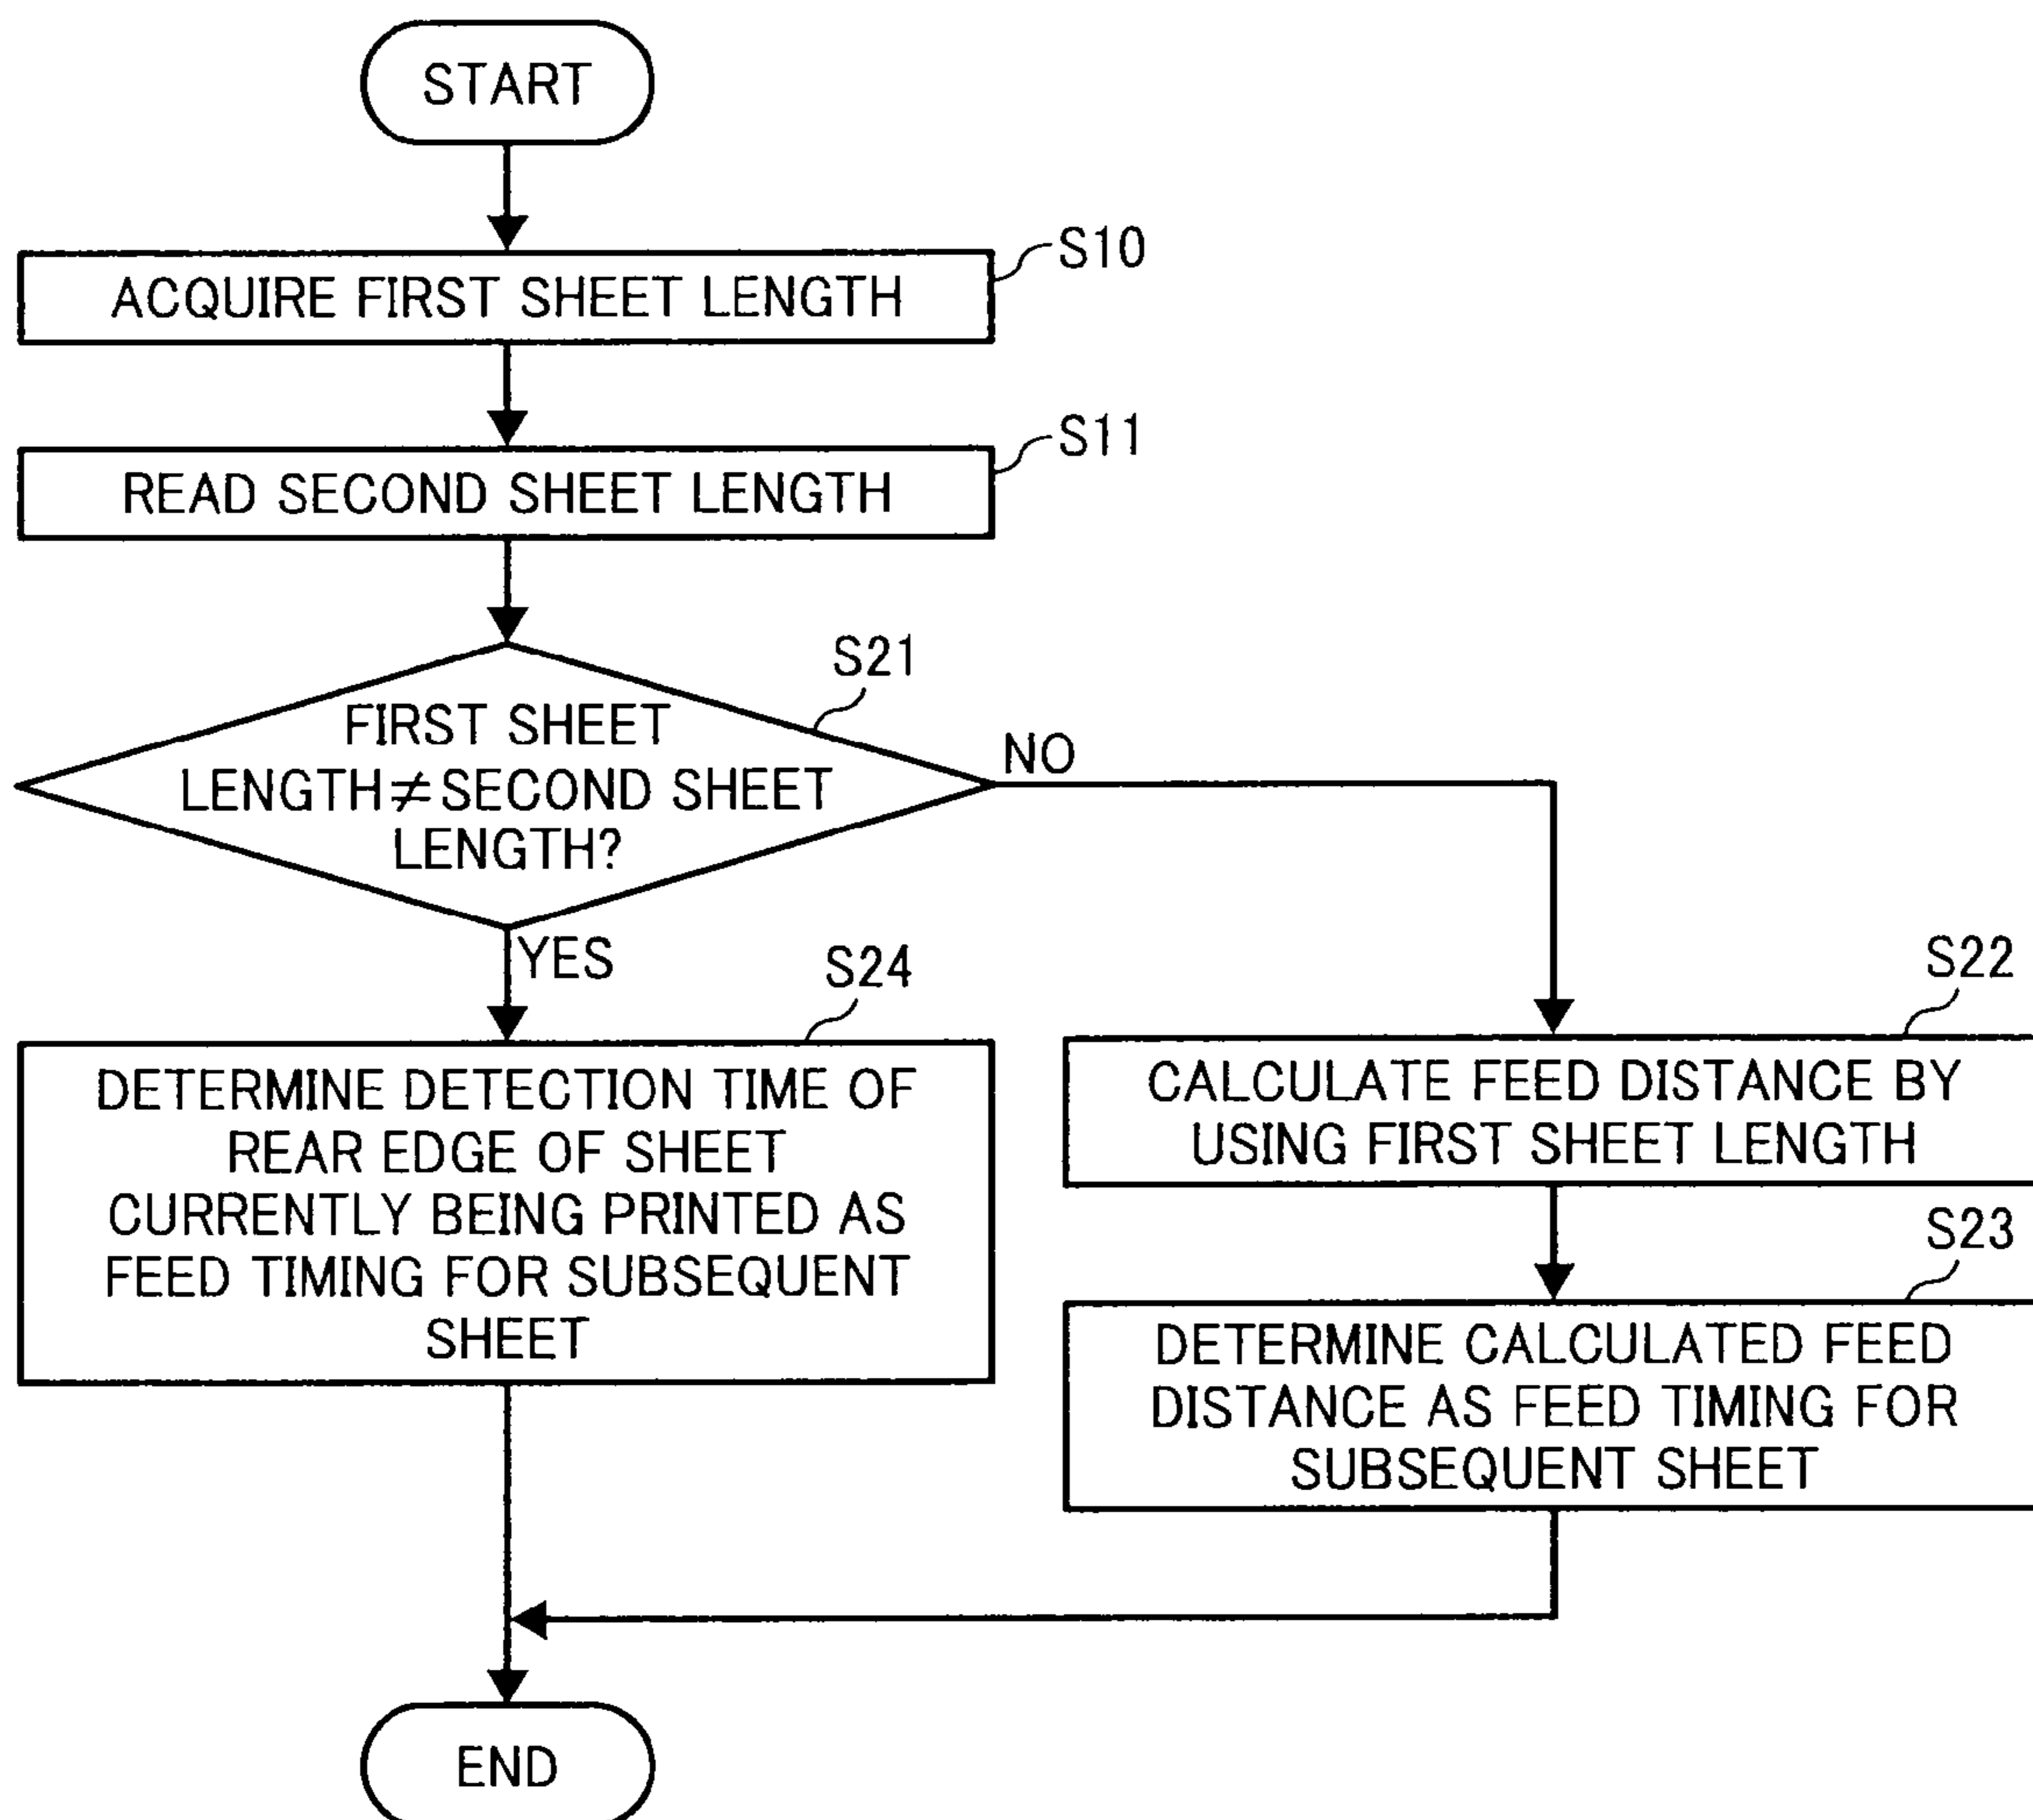 START
ACQUIRE FIRST SHEET LENGTH
S10
READ SECOND SHEET LENGTH
S11
FIRST SHEET
LENGTH≠SECOND SHEET
LENGTH?
S21
NO
YES
S24
DETERMINE DETECTION TIME OF
REAR EDGE OF SHEET
CURRENTLY BEING PRINTED AS
FEED TIMING FOR SUBSEQUENT
SHEET
S22
CALCULATE FEED DISTANCE BY
USING FIRST SHEET LENGTH
S23
DETERMINE CALCULATED FEED
DISTANCE AS FEED TIMING FOR
SUBSEQUENT SHEET
END